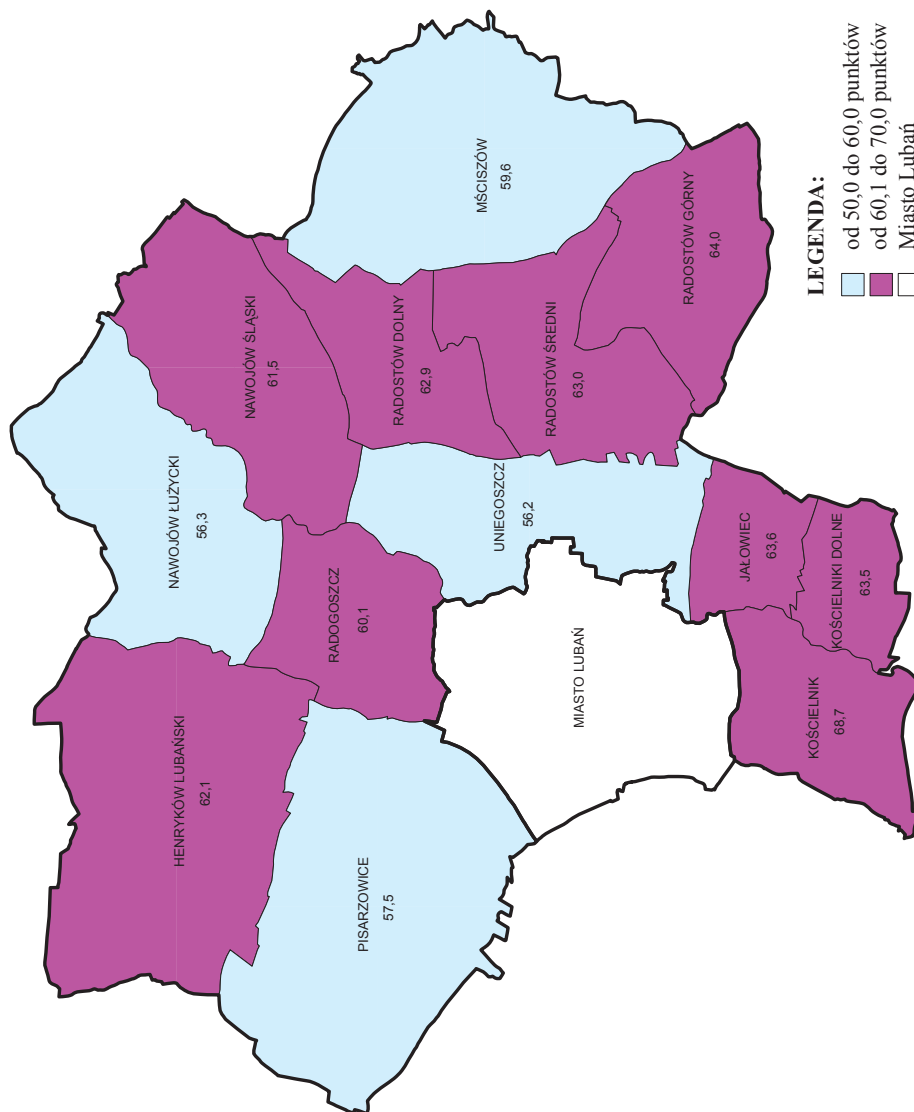 HENRYKÓW LUBAŃSKI
62,1
PISARZOWICE
57,5
NAWOJÓW ŁUŻYCKI
56,3
RADOGOSZCZ
60,1
NAWOJÓW ŚLĄSKI
61,5
RADOSTÓW DOLNY
62,9
MŚCISZÓW
59,6
UNIEGOSZCZ
56,2
RADOSTÓW ŚREDNI
63,0
RADOSTÓW GÓRNY
64,0
MIASTO LUBAŃ
JAŁOWIEC
63,6
KOŚCIELNIKI DOLNE
63,5
KOŚCIELNIK
68,7
LEGENDA:
od 50,0 do 60,0 punktów
od 60,1 do 70,0 punktów
Miasto Lubań